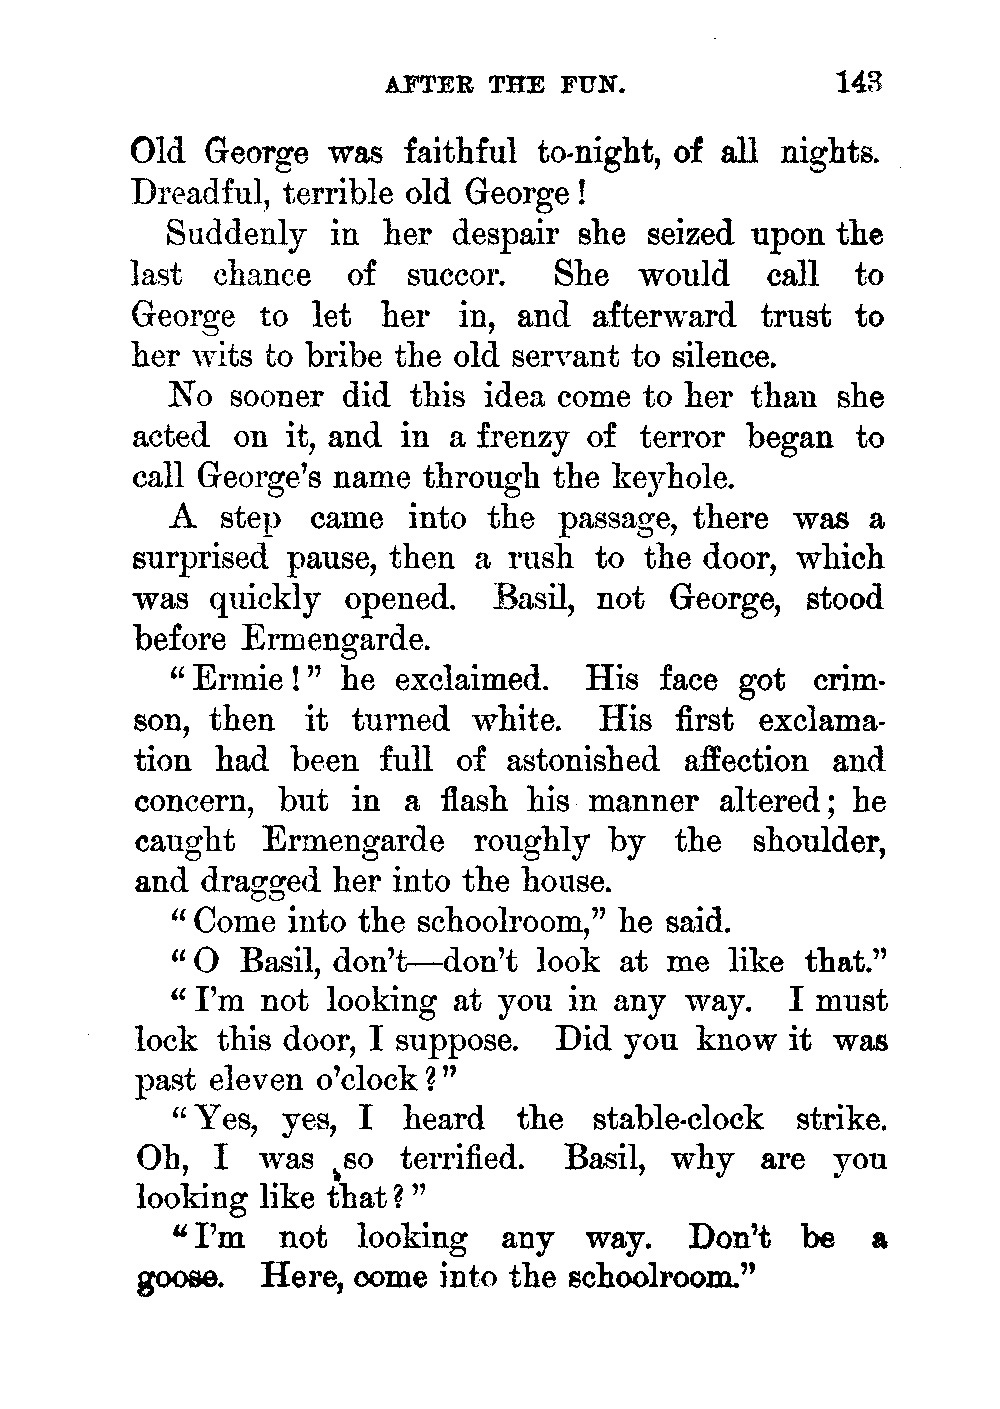 AFTER THE FUN. 143
Old George was faithful to-night, of all nights.
Dreadful, terrible old George!
Suddenly in her despair she seized upon the
last chance of succor. She would call to
George to let her in, and afterward trust to
her wits to bribe the old servant to silence.
No sooner did this idea come to her than she
acted on it, and in a frenzy of terror began to
call George's name through the keyhole.
A step came into the passage, there was a
surprised pause, then a rush to the door, which
was quickly opened. Basil, not George, stood
before Ermengarde.
"Ermie!" he exclaimed. His face got crim-
son, then it turned white. His first exclama-
tion had been full of astonished affection and
concern, but in a flash his manner altered; he
caught Ermengarde roughly by the shoulder,
and dragged her into the house.
"Come into the schoolroom," he said.
"O Basil, don't—don't look at me like that."
"I'm not looking at you in any way. I must
lock this door, I suppose. Did you know it was
past eleven o'clock?"
"Yes, yes, I heard the stable-clock strike.
Oh, I was so terrified. Basil, why are you
looking like that?"
"I'm not looking any way. Don't be a
goose. Here, come into the schoolroom."